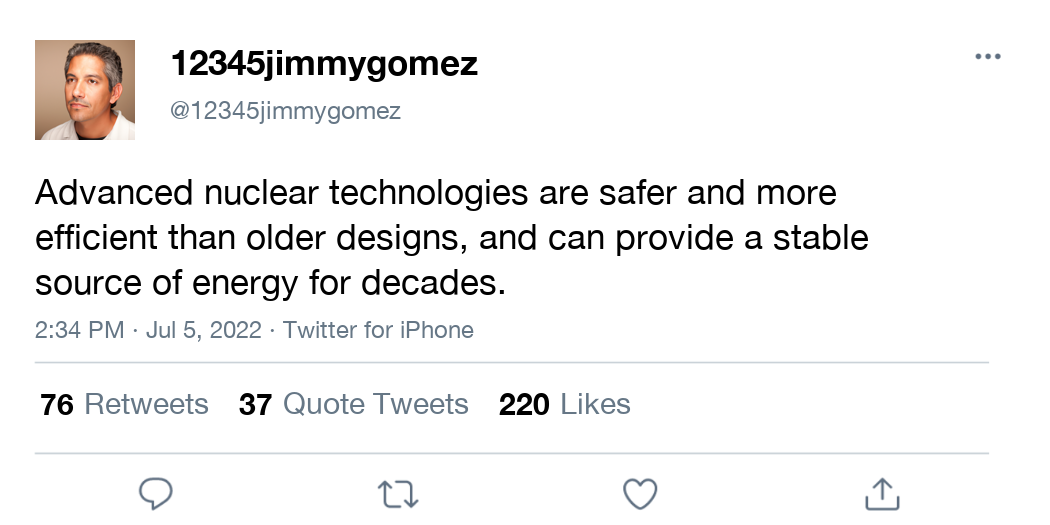 12345jimmygomez
@12345jimmygomez
Advanced nuclear technologies are safer and more
efficient than older designs, and can provide a stable
source of energy for decades.
2:34 PM · Jul 5, 2022 · Twitter for iPhone
76 Retweets 37 Quote Tweets 220 Likes